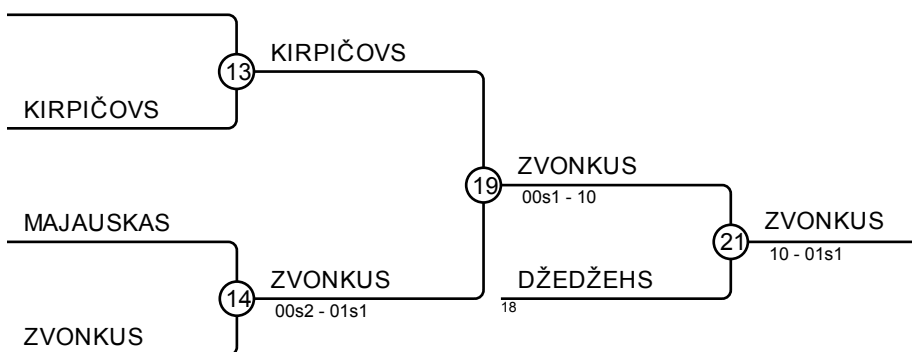 KIRPIČOVS
13
KIRPIČOVS
ZVONKUS
19
00s1 - 10
MAJAUSKAS
ZVONKUS
21
10 - 01s1
ZVONKUS
DŽEDŽEHS
14
00s2 - 01s1
18
ZVONKUS